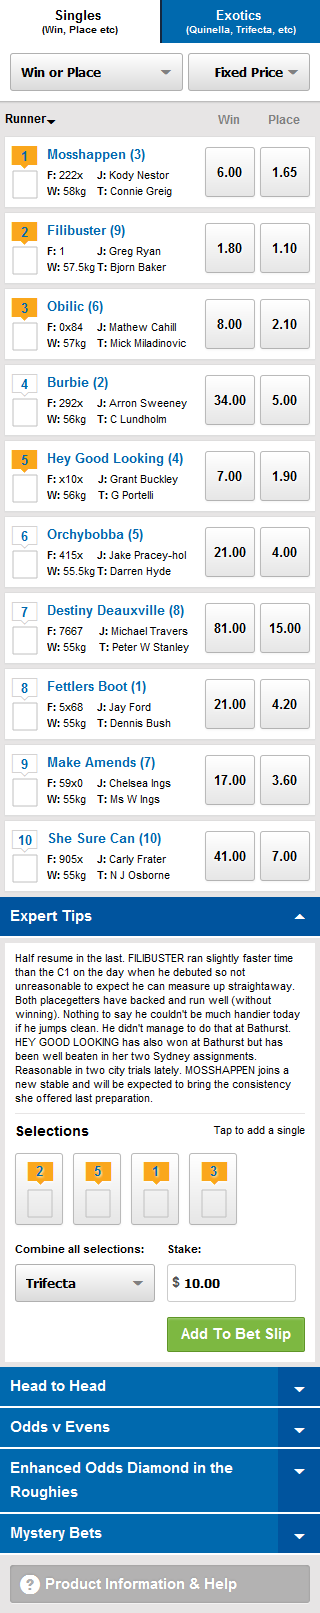 Singles
(Win, Place etc)
Exotics
(Quinella, Trifecta, etc)
Win or Place
Fixed Price
Runner
Win
Place
1
Mosshappen (3)
F: 222x J: Kody Nestor
W: 58kg T: Connie Greig
6.00
1.65
2
Filibuster (9)
F: 1 J: Greg Ryan
W: 57.5kg T: Bjorn Baker
1.80
1.10
3
Obilic (6)
F: 0x84 J: Mathew Cahill
W: 57kg T: Mick Miladinovic
8.00
2.10
4
Burbie (2)
F: 292x J: Arron Sweeney
W: 56kg T: C Lundholm
34.00
5.00
5
Hey Good Looking (4)
F: x10x J: Grant Buckley
W: 56kg T: G Portelli
7.00
1.90
6
Orchybobba (5)
F: 415x J: Jake Pracey-hol
W: 55.5kg T: Darren Hyde
21.00
4.00
7
Destiny Deauxville (8)
F: 7667 J: Michael Travers
W: 55kg T: Peter W Stanley
81.00
15.00
8
Fettlers Boot (1)
F: 5x68 J: Jay Ford
W: 55kg T: Dennis Bush
21.00
4.20
9
Make Amends (7)
F: 59x0 J: Chelsea Ings
W: 55kg T: Ms W Ings
17.00
3.60
10
She Sure Can (10)
F: 905x J: Carly Frater
W: 55kg T: N J Osborne
41.00
7.00
Expert Tips
Half resume in the last. FILIBUSTER ran slightly faster time
than the C1 on the day when he debuted so not
unreasonable to expect he can measure up straightaway.
Both placegetters have backed and run well (without
winning). Nothing to say he couldn't be much handier today
if he jumps clean. He didn't manage to do that at Bathurst.
HEY GOOD LOOKING has also won at Bathurst but has
been well beaten in her two Sydney assignments.
Reasonable in two city trials lately. MOSSHAPPEN joins a
new stable and will be expected to bring the consistency
she offered last preparation.
Selections
Tap to add a single
2
5
1
3
Combine all selections:
Stake:
Trifecta
$ 10.00
Add To Bet Slip
Head to Head
Odds v Evens
Enhanced Odds Diamond in the
Roughies
Mystery Bets
? Product Information & Help